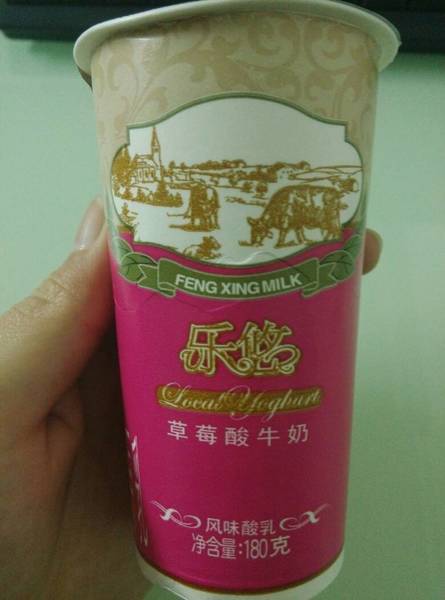 FENG XING MILK
乐悠
Local Yoghurt
草莓酸牛奶
风味酸乳
净含量:180克